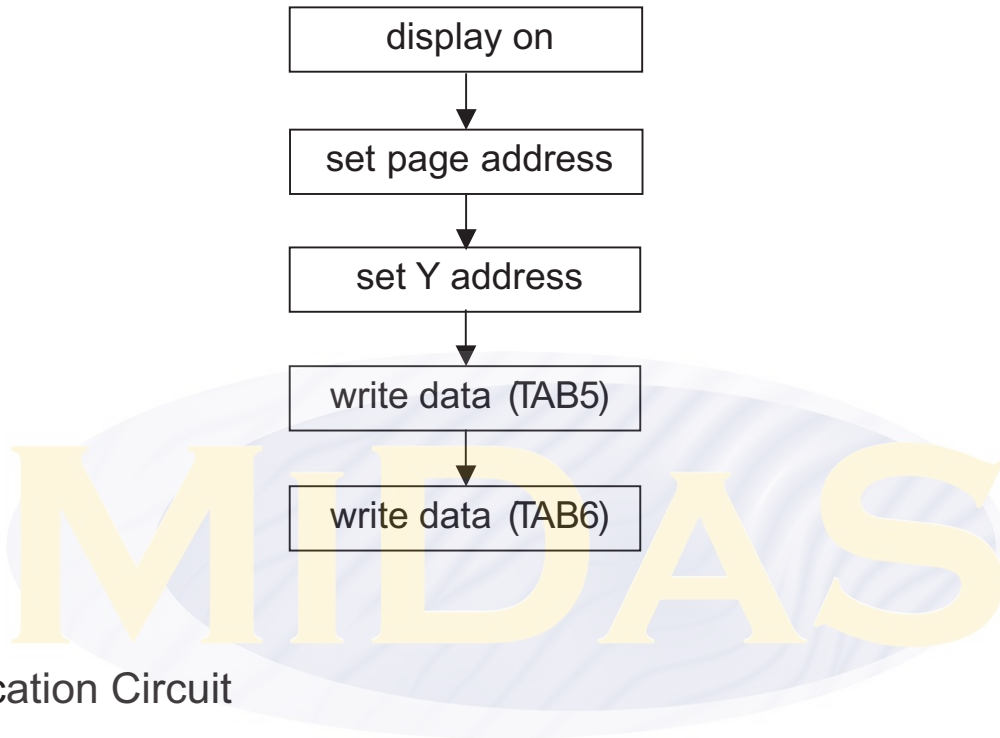 display on
set page address
set Y address
write data (TAB5)
write data (TAB6)
MIDAS
cation Circuit